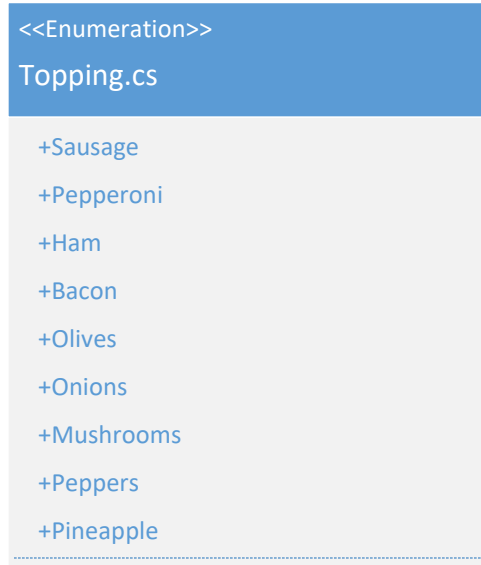 <<Enumeration>>
Topping.cs
+Sausage
+Pepperoni
+Ham
+Bacon
+Olives
+Onions
+Mushrooms
+Peppers
+Pineapple